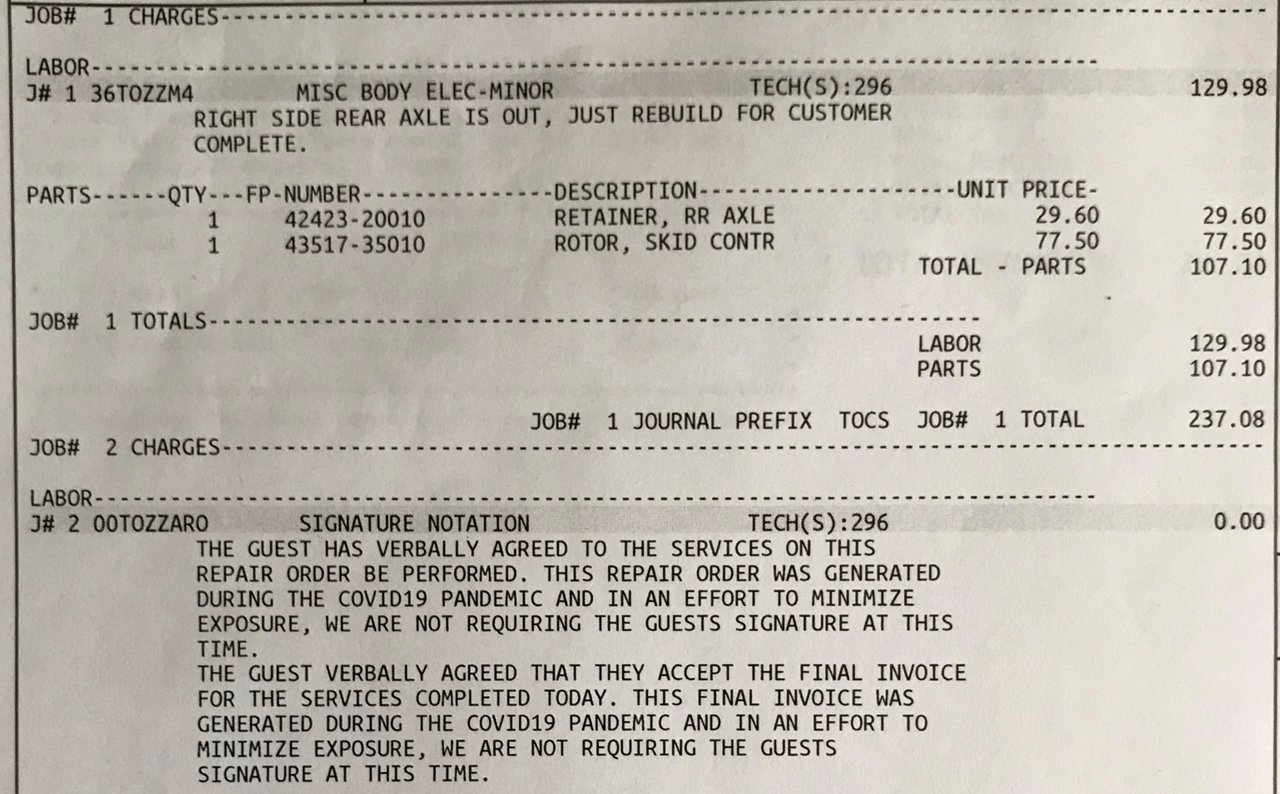 JOB# 1 CHARGES------------------------------------------------------------
LABOR------------------------------------------------------------
J# 1 36TOZZM4 MISC BODY ELEC-MINOR TECH(S):296 129.98
RIGHT SIDE REAR AXLE IS OUT, JUST REBUILD FOR CUSTOMER
COMPLETE.
PARTS------QTY---FP-NUMBER---------------DESCRIPTION--------------------UNIT PRICE-
1 42423-20010 RETAINER, RR AXLE 29.60 29.60
1 43517-35010 ROTOR, SKID CONTR 77.50 77.50
TOTAL - PARTS 107.10
JOB# 1 TOTALS------------------------------------------------------------
LABOR 129.98
PARTS 107.10
JOB# 1 JOURNAL PREFIX TOCS JOB# 1 TOTAL 237.08
JOB# 2 CHARGES------------------------------------------------------------
LABOR------------------------------------------------------------
J# 2 00TOZZARO SIGNATURE NOTATION TECH(S):296 0.00
THE GUEST HAS VERBALLY AGREED TO THE SERVICES ON THIS
REPAIR ORDER BE PERFORMED. THIS REPAIR ORDER WAS GENERATED
DURING THE COVID19 PANDEMIC AND IN AN EFFORT TO MINIMIZE
EXPOSURE, WE ARE NOT REQUIRING THE GUESTS SIGNATURE AT THIS
TIME.
THE GUEST VERBALLY AGREED THAT THEY ACCEPT THE FINAL INVOICE
FOR THE SERVICES COMPLETED TODAY. THIS FINAL INVOICE WAS
GENERATED DURING THE COVID19 PANDEMIC AND IN AN EFFORT TO
MINIMIZE EXPOSURE, WE ARE NOT REQUIRING THE GUESTS
SIGNATURE AT THIS TIME.